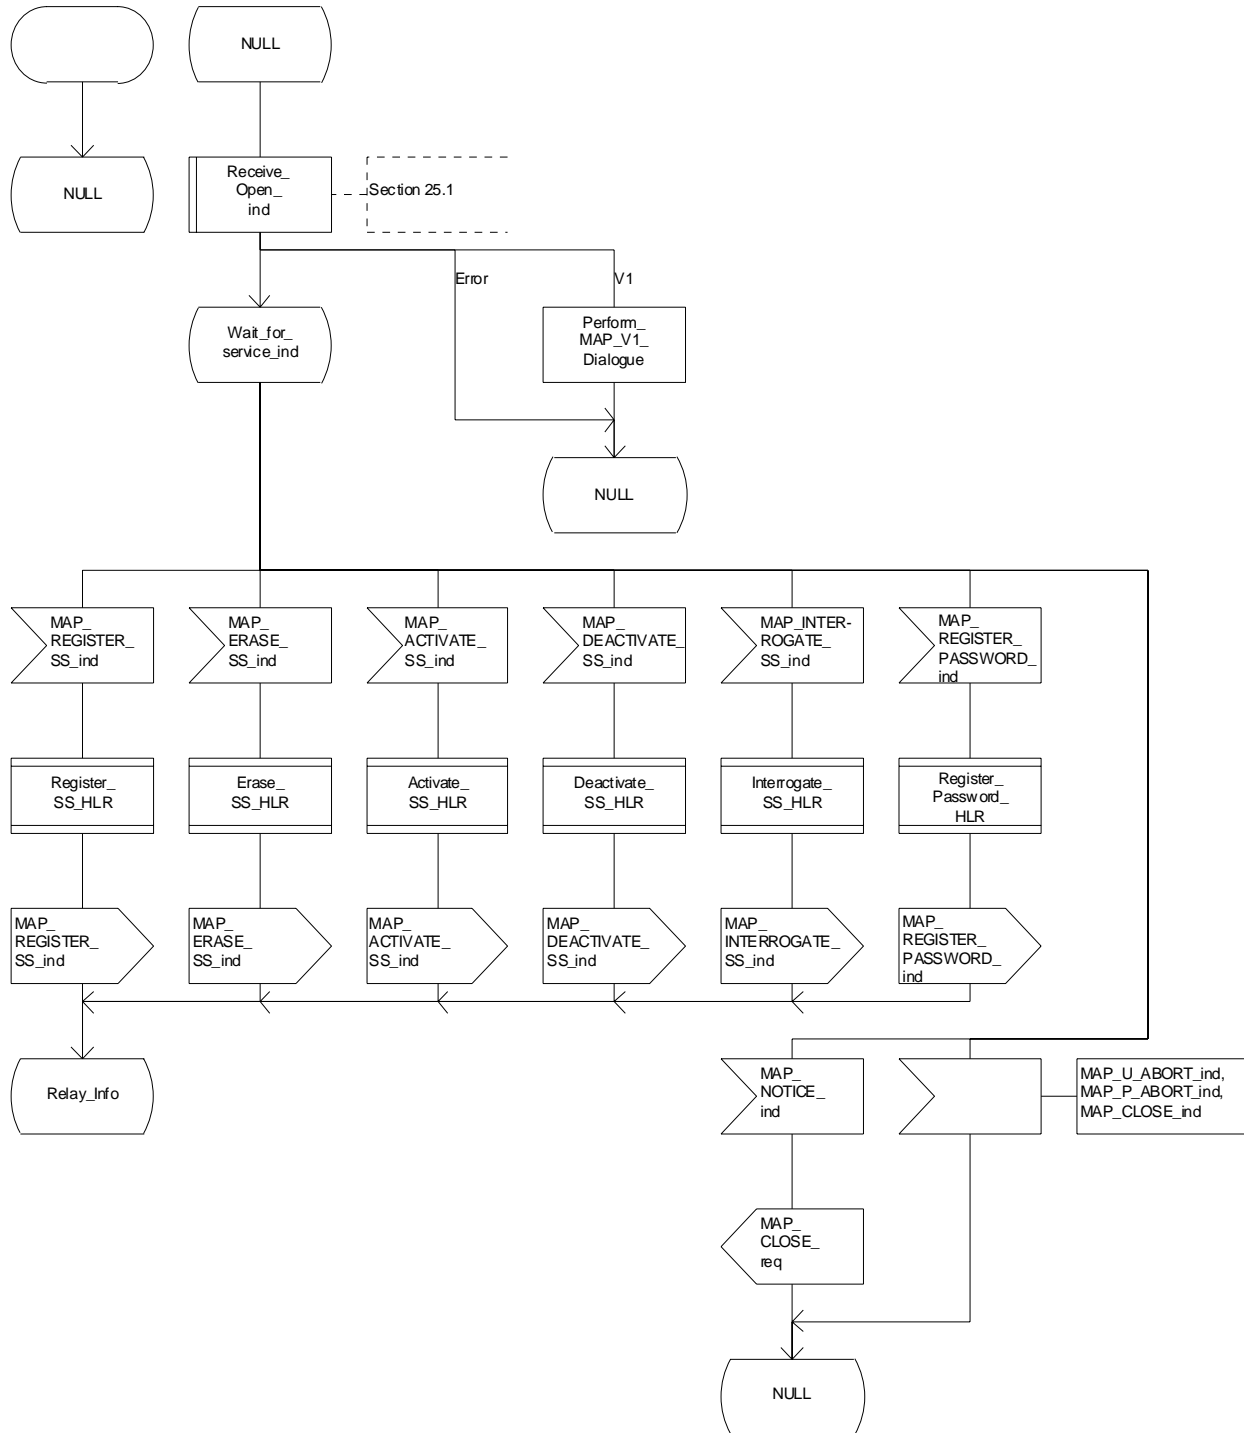 NULL
NULL
Receive_
Open_
ind
Section 25.1
Error
V1
Wait_for_
service_ind
Perform_
MAP_V1_
Dialogue
NULL
MAP_
REGISTER_
SS_ind
MAP_
ERASE_
SS_ind
MAP_
ACTIVATE_
SS_ind
MAP_
DEACTIVATE_
SS_ind
MAP_INTER-
ROGATE_
SS_ind
MAP_
REGISTER_
PASSWORD_
ind
Register_
SS_HLR
Erase_
SS_HLR
Activate_
SS_HLR
Deactivate_
SS_HLR
Interrogate_
SS_HLR
Register_
Password_
HLR
MAP_
REGISTER_
SS_ind
MAP_
ERASE_
SS_ind
MAP_
ACTIVATE_
SS_ind
MAP_
DEACTIVATE_
SS_ind
MAP_
INTERROGATE_
SS_ind
MAP_
REGISTER_
PASSWORD_
ind
Relay_Info
MAP_
NOTICE_
ind
MAP_U_ABORT_ind,
MAP_P_ABORT_ind,
MAP_CLOSE_ind
MAP_
CLOSE_
req
NULL